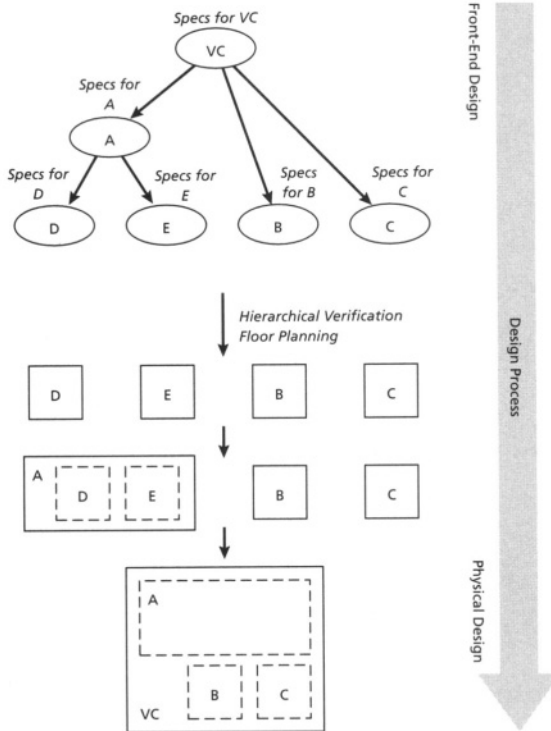 Specs for VC
VC
Specs for
A
A
Specs for
D
Specs for
E
Specs
for B
Specs for
C
D
E
B
C
Hierarchical Verification
Floor Planning
D
E
B
C
A
D
E
B
C
A
B
C
VC
Front-End Design
Design Process
Physical Design